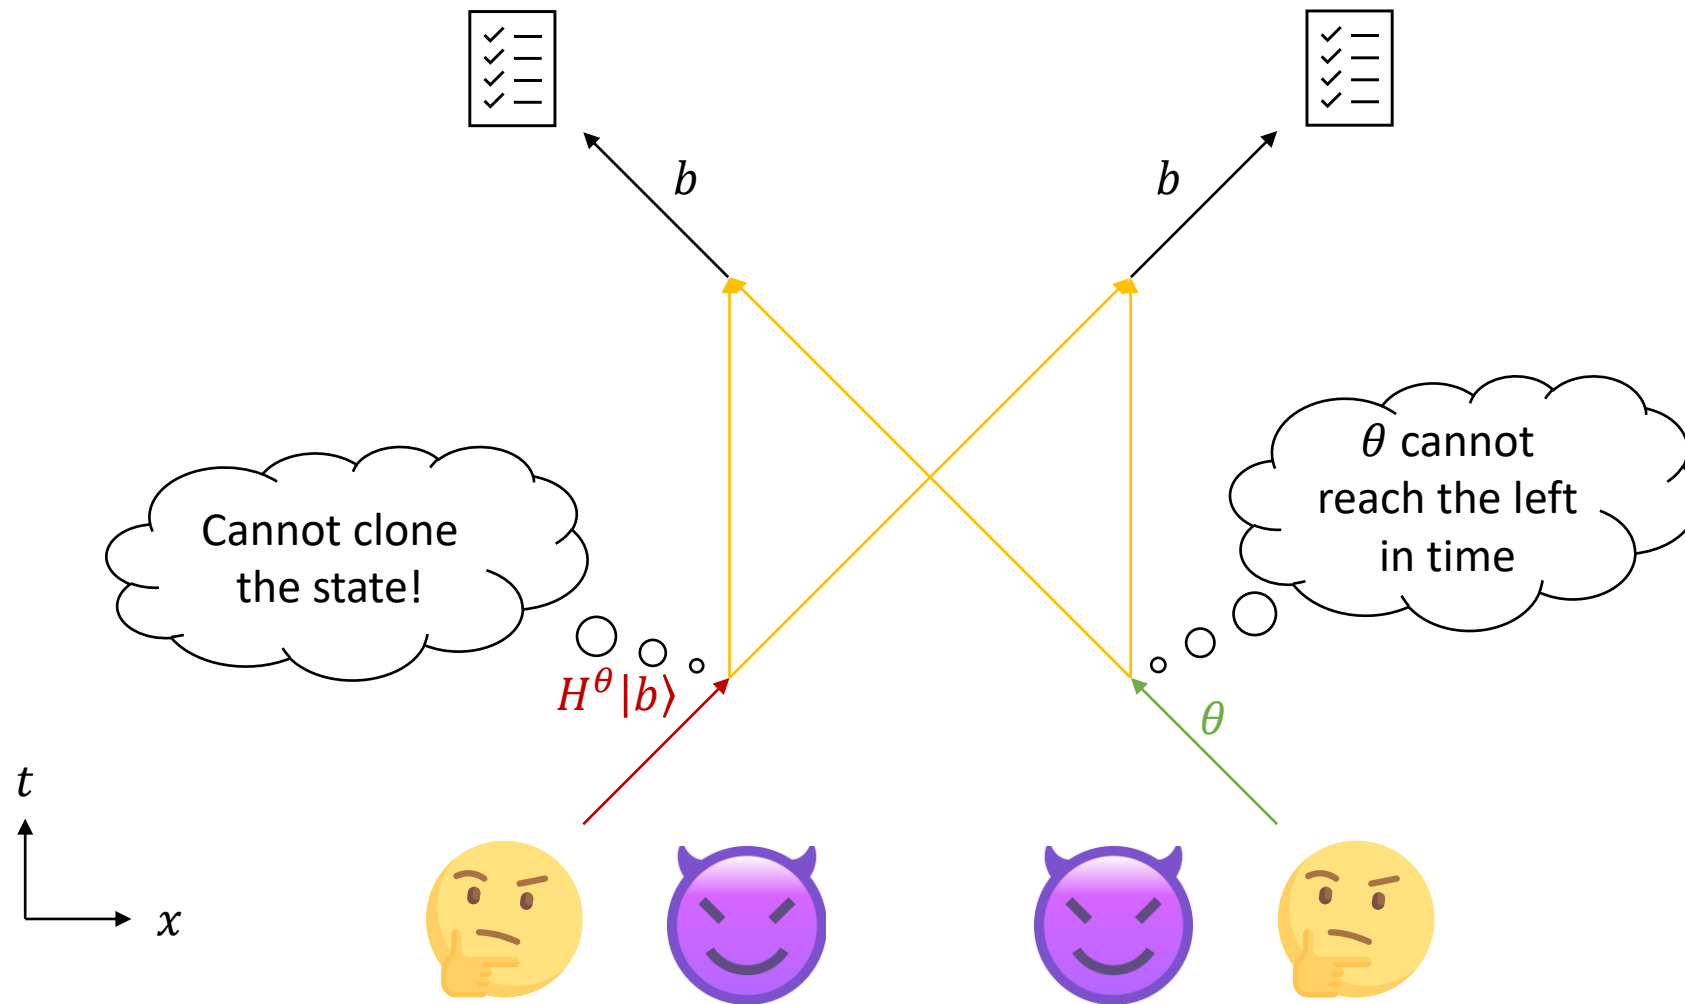 b
b
θ cannot
reach the left
in time
Cannot clone
the state!
H^θ|b⟩
θ
t
x